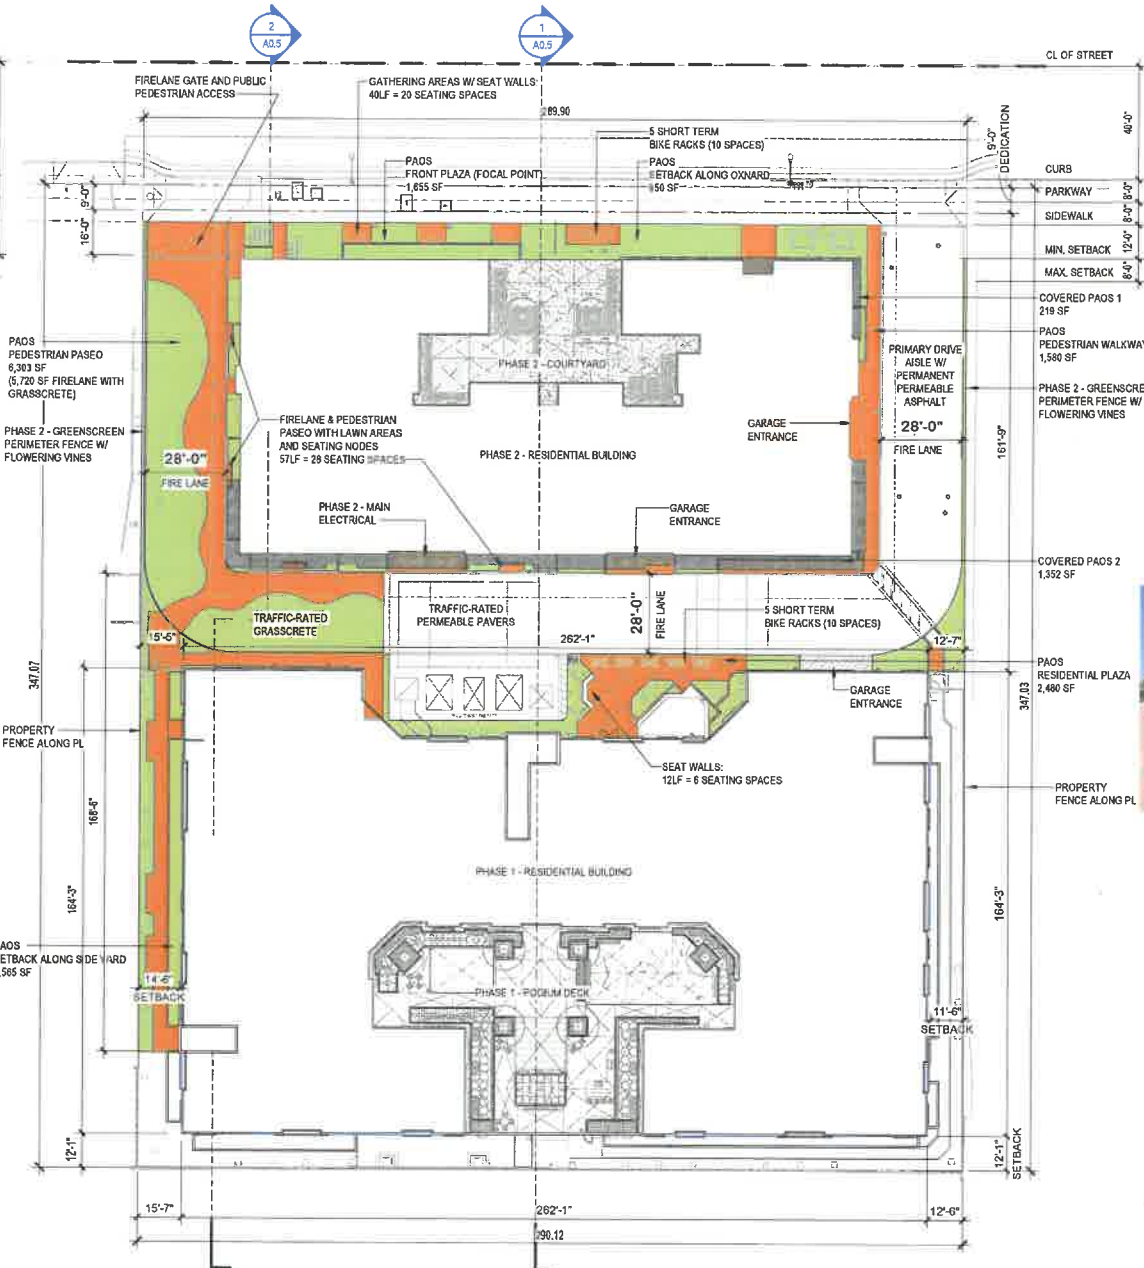 2
A0.5
1
A0.5
CL OF STREET
FIRELANE GATE AND PUBLIC
PEDESTRIAN ACCESS
GATHERING AREAS W/ SEAT WALLS:
40LF = 20 SEATING SPACES
289.90
5 SHORT TERM
BIKE RACKS (10 SPACES)
9'-0"
DEDICATION
40'-0"
PAOS
FRONT PLAZA (FOCAL POINT)
1,655 SF
PAOS
SETBACK ALONG OXNARD
950 SF
CURB
PARKWAY
8'-0"
SIDEWALK
8'-0"
MIN. SETBACK
12'-0"
MAX. SETBACK
8'-0"
9'-0"
16'-0"
COVERED PAOS 1
219 SF
PAOS
PEDESTRIAN WALKWAY
1,580 SF
PAOS
PEDESTRIAN PASEO
6,303 SF
(5,720 SF FIRELANE WITH
GRASSCRETE)
PHASE 2 - COURTYARD
PRIMARY DRIVE
AISLE W/
PERMANENT
PERMEABLE
ASPHALT
28'-0"
FIRE LANE
PHASE 2 - GREENSCRE
PERIMETER FENCE W/
FLOWERING VINES
PHASE 2 - GREENSCREEN
PERIMETER FENCE W/
FLOWERING VINES
FIRELANE & PEDESTRIAN
PASEO WITH LAWN AREAS
AND SEATING NODES
57LF = 28 SEATING SPACES
GARAGE
ENTRANCE
161'-9"
28'-0"
FIRE LANE
PHASE 2 - RESIDENTIAL BUILDING
PHASE 2 - MAIN
ELECTRICAL
GARAGE
ENTRANCE
COVERED PAOS 2
1,352 SF
TRAFFIC-RATED
GRASSCRETE
TRAFFIC-RATED
PERMEABLE PAVERS
28'-0"
FIRE LANE
5 SHORT TERM
BIKE RACKS (10 SPACES)
15'-5"
262'-1"
12'-7"
PAOS
RESIDENTIAL PLAZA
2,480 SF
GARAGE
ENTRANCE
347.07
347.03
PROPERTY
FENCE ALONG PL
SEAT WALLS:
12LF = 6 SEATING SPACES
PROPERTY
FENCE ALONG PL
168'-6"
PHASE 1 - RESIDENTIAL BUILDING
164'-3"
164'-3"
AOS
ETBACK ALONG SIDE YARD
,565 SF
14'-6"
SETBACK
PHASE 1 - PODIUM DECK
11'-6"
SETBACK
12'-1"
12'-1"
SETBACK
15'-7"
262'-1"
12'-6"
290.12